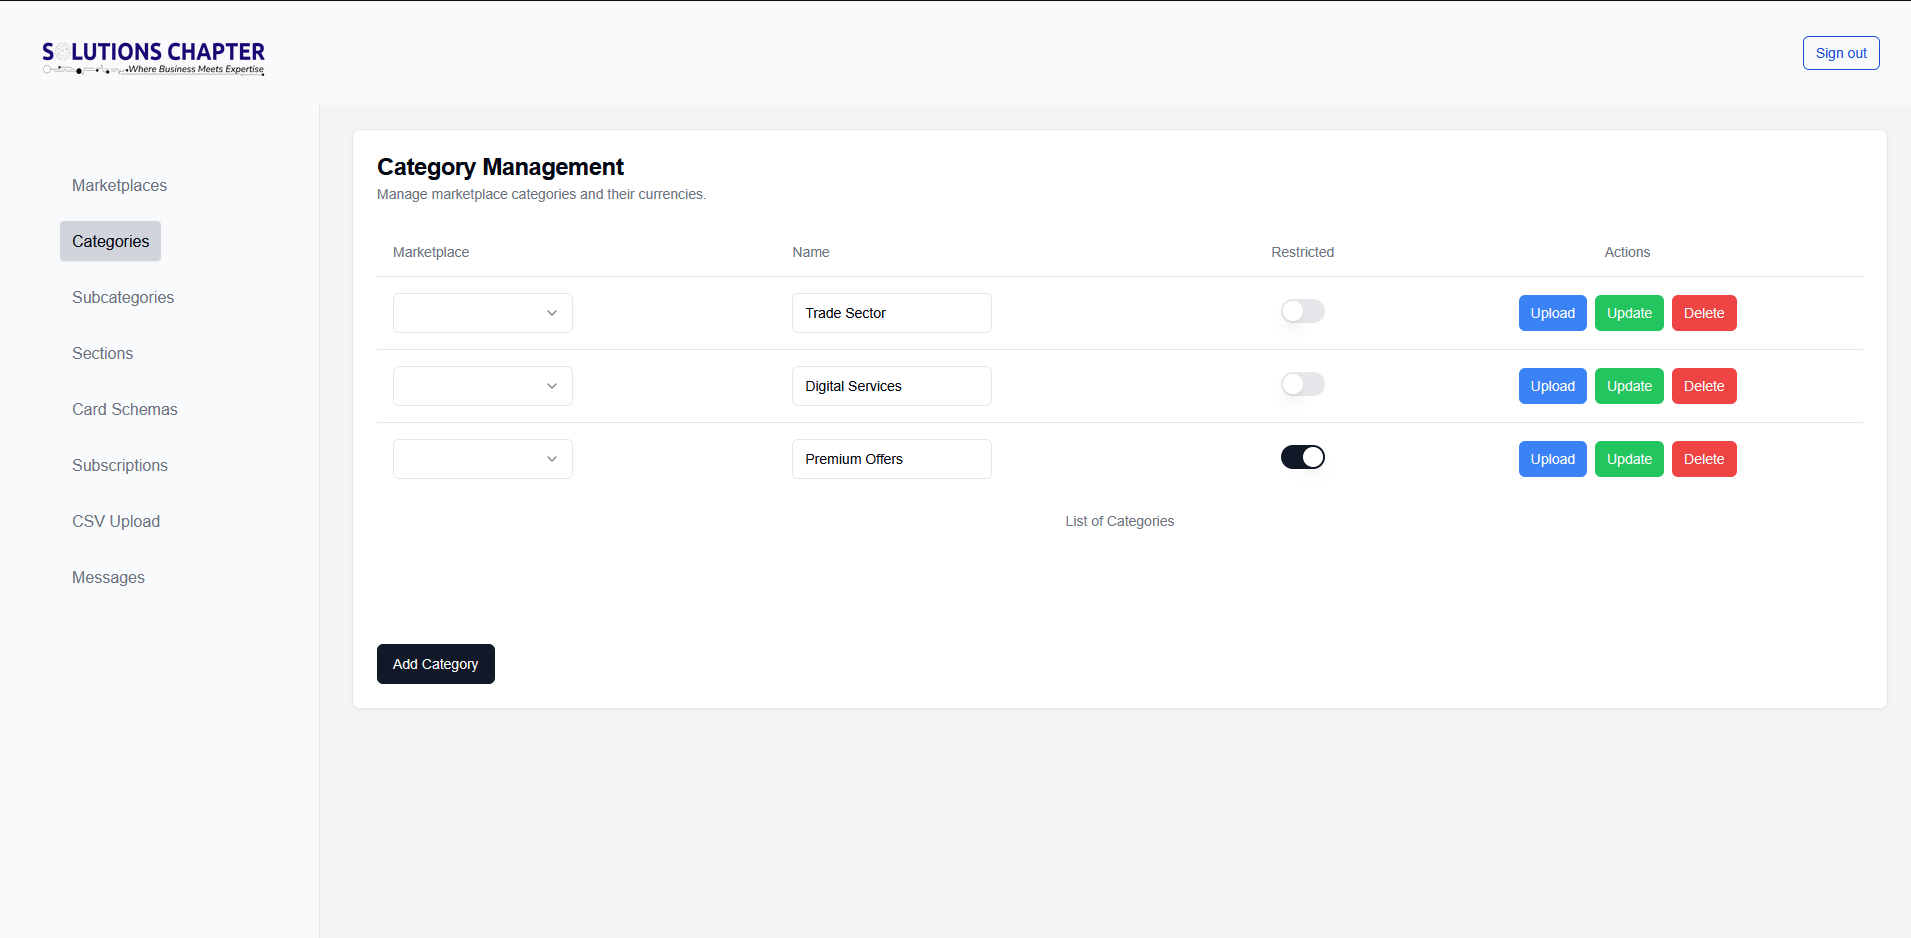 SOLUTIONS CHAPTER
Where Business Meets Expertise
Sign out
Marketplaces
Categories
Subcategories
Sections
Card Schemas
Subscriptions
CSV Upload
Messages
Category Management
Manage marketplace categories and their currencies.
Marketplace Name Restricted Actions
Trade Sector Upload Update Delete
Digital Services Upload Update Delete
Premium Offers Upload Update Delete
List of Categories
Add Category